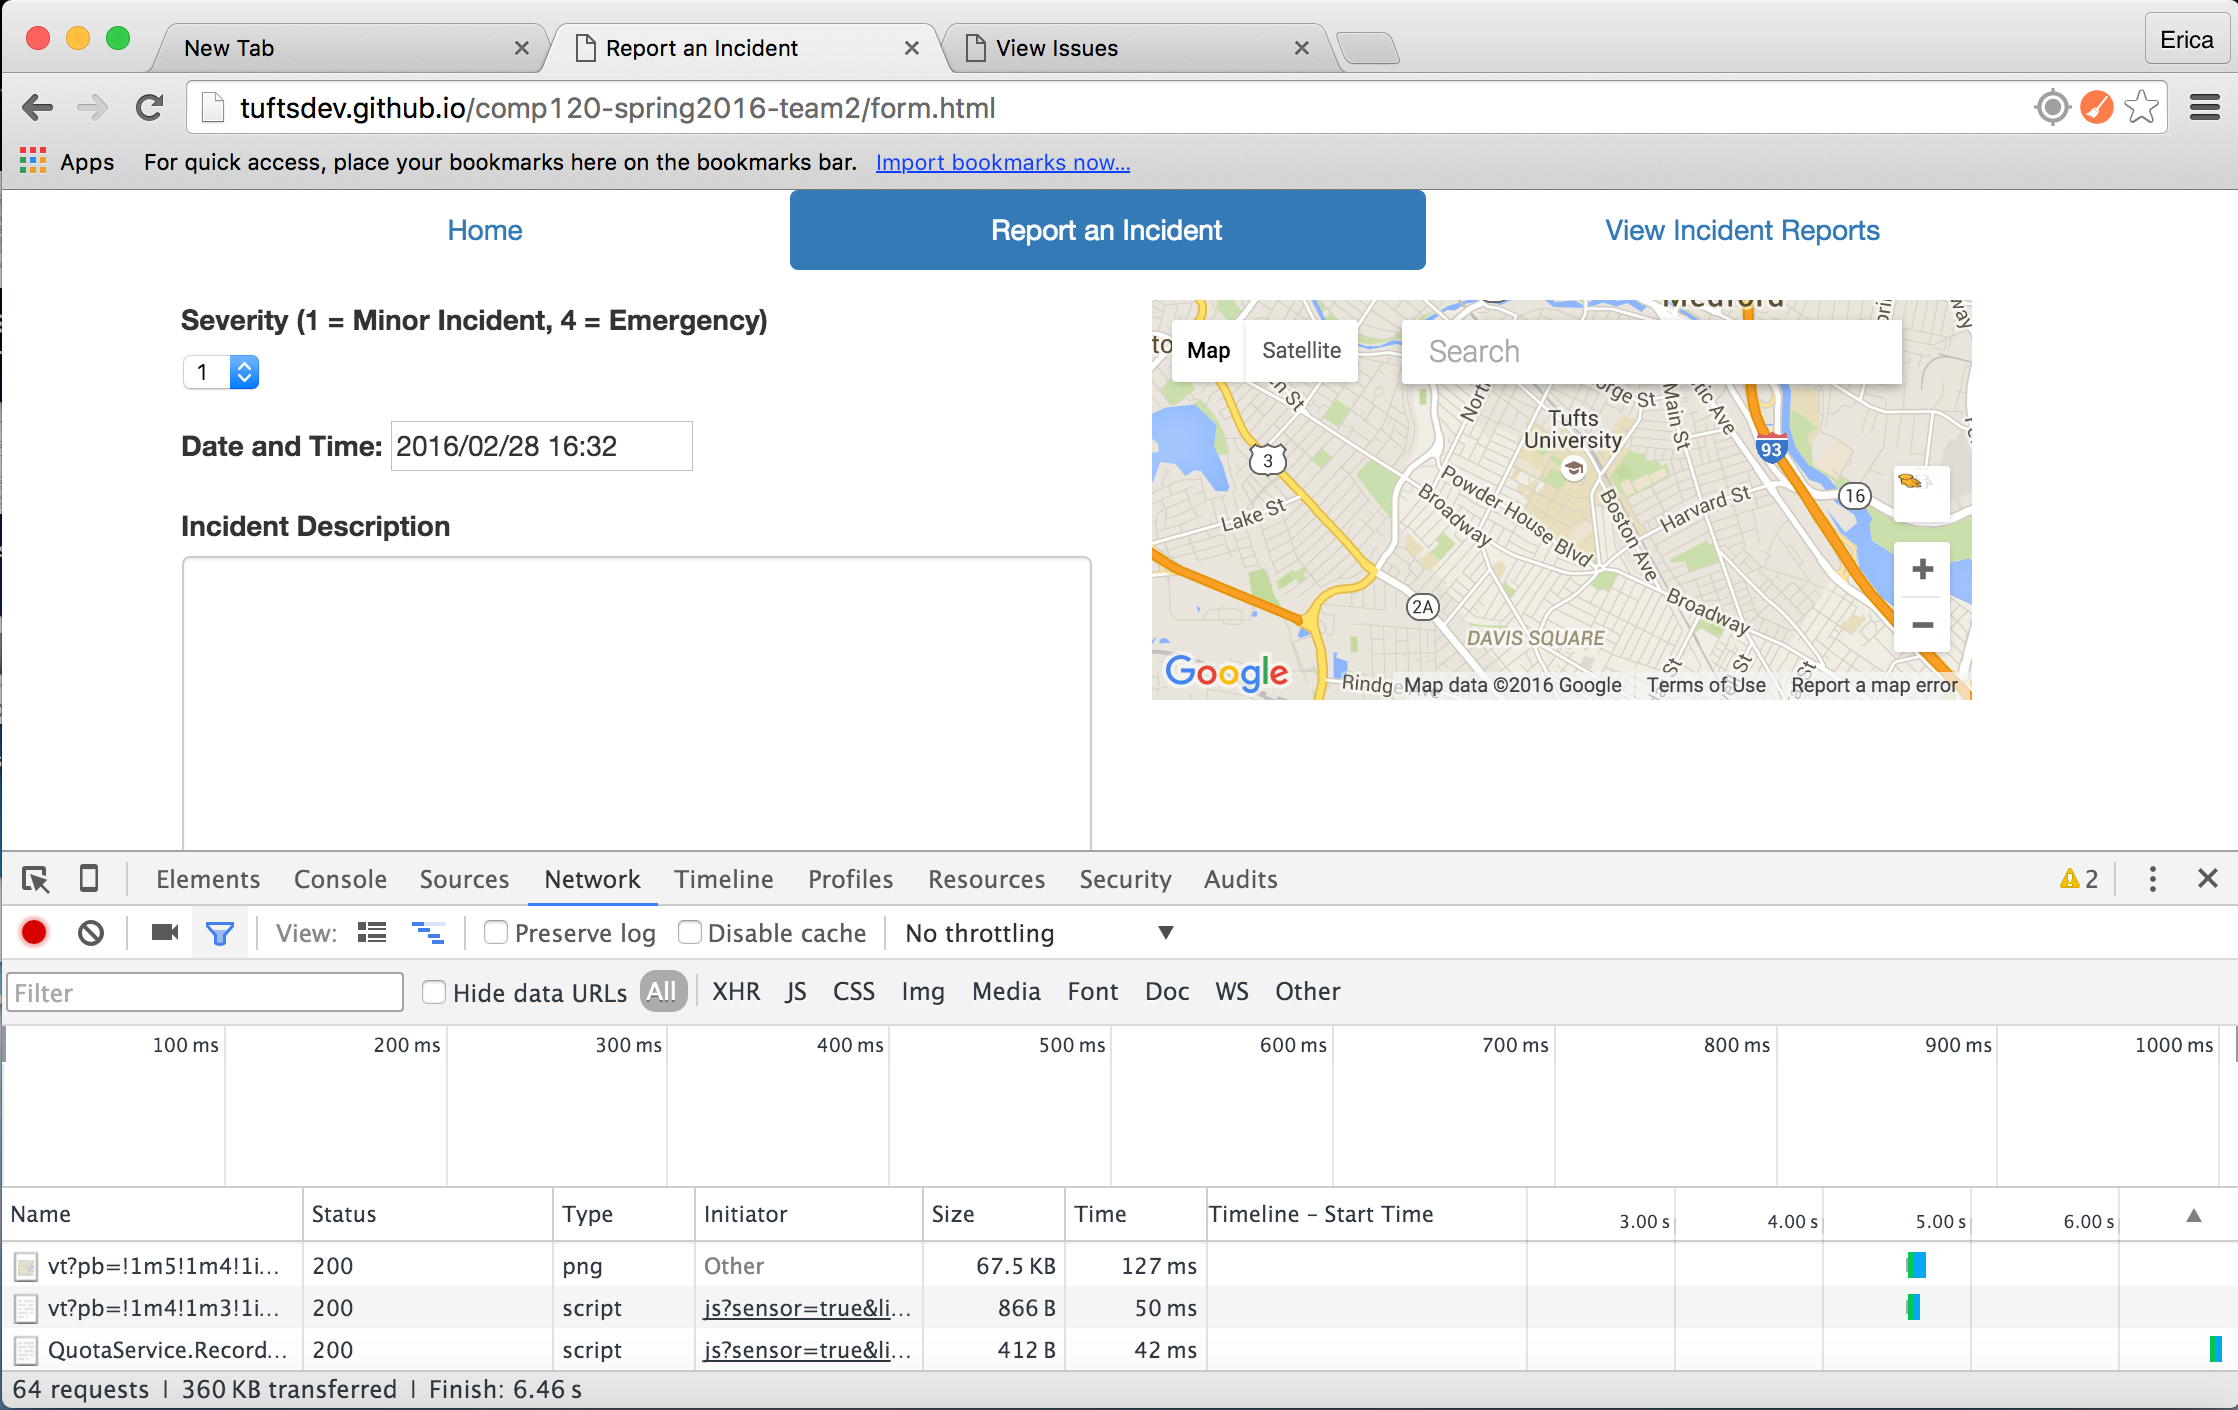 New Tab
Report an Incident
View Issues
Erica
tuftsdev.github.io/comp120-spring2016-team2/form.html
Apps For quick access, place your bookmarks here on the bookmarks bar. Import bookmarks now...
Home
Report an Incident
View Incident Reports
Severity (1 = Minor Incident, 4 = Emergency)
1
Date and Time: 2016/02/28 16:32
Incident Description
Medford
Map Satellite
Search
Tufts
University
Main St
93
3
16
Powder House Blvd
Broadway
Boston Ave
Harvard St
Lake St
2A
Broadway
DAVIS SQUARE
Google
Map data ©2016 Google Terms of Use Report a map error
Elements Console Sources Network Timeline Profiles Resources Security Audits 2
View: Preserve log Disable cache No throttling
Filter Hide data URLs All XHR JS CSS Img Media Font Doc WS Other
100 ms 200 ms 300 ms 400 ms 500 ms 600 ms 700 ms 800 ms 900 ms 1000 ms
Name Status Type Initiator Size Time Timeline – Start Time 3.00 s 4.00 s 5.00 s 6.00 s
vt?pb=!1m5!1m4!1i... 200 png Other 67.5 KB 127 ms
vt?pb=!1m4!1m3!1i... 200 script js?sensor=true&li... 866 B 50 ms
QuotaService.Record... 200 script js?sensor=true&li... 412 B 42 ms
64 requests | 360 KB transferred | Finish: 6.46 s